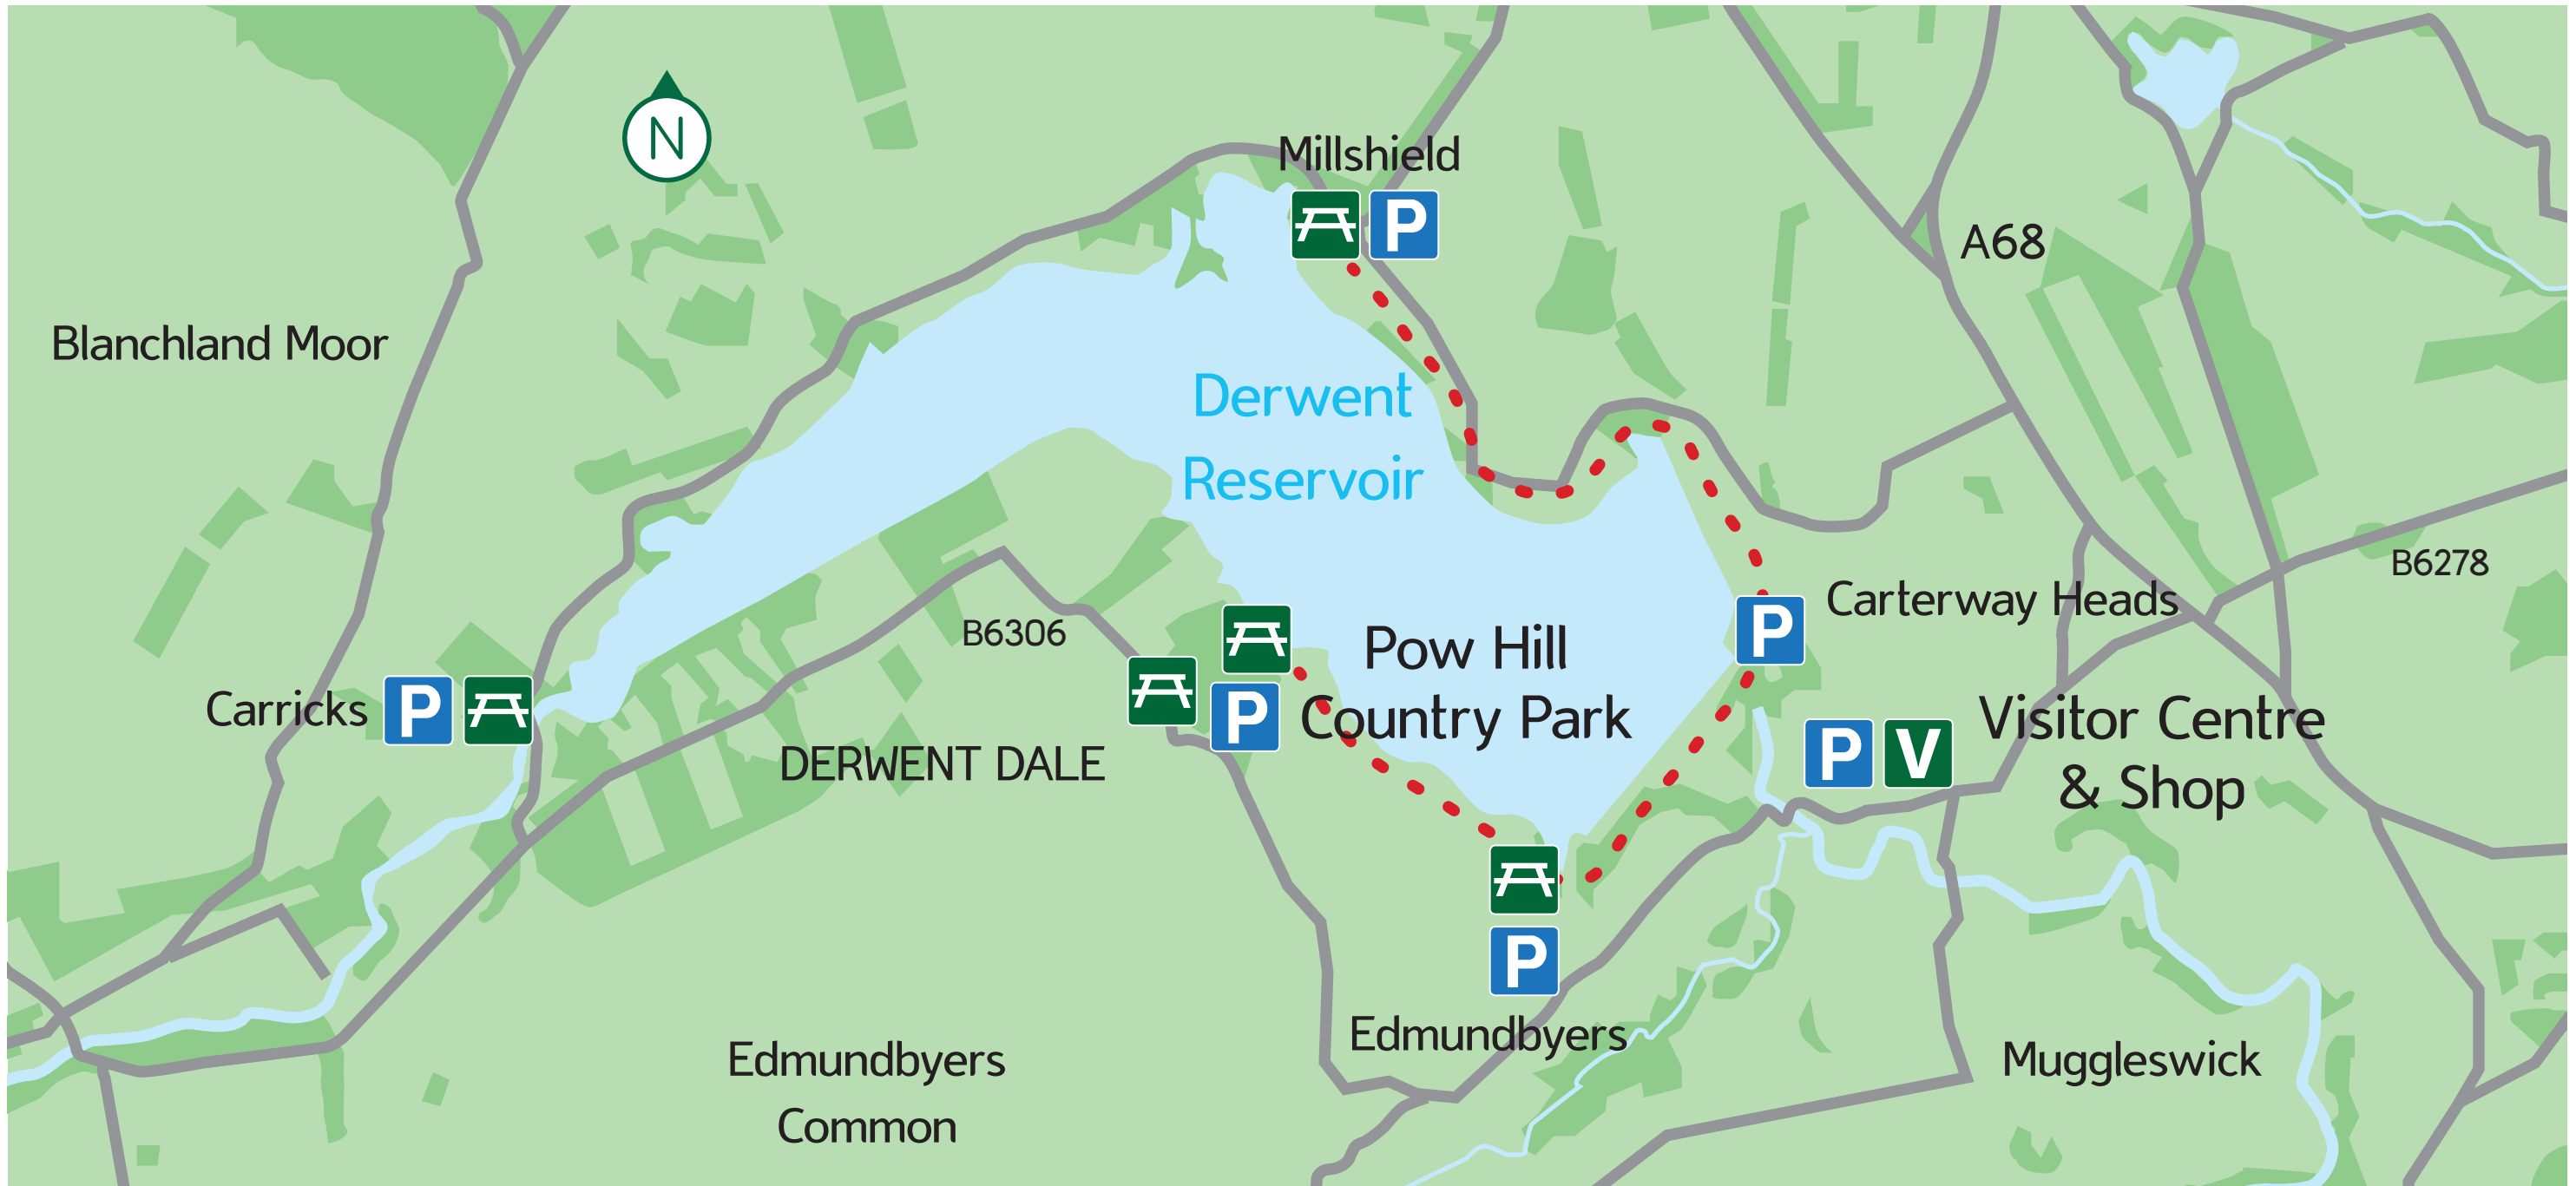 N
Millshield
P
A68
Blanchland Moor
Derwent
Reservoir
B6278
Carterway Heads
B6306
P
Pow Hill
Country Park
P
Carricks
P
Visitor Centre
& Shop
P
V
DERWENT DALE
P
Edmundbyers
Edmundbyers
Common
Muggleswick